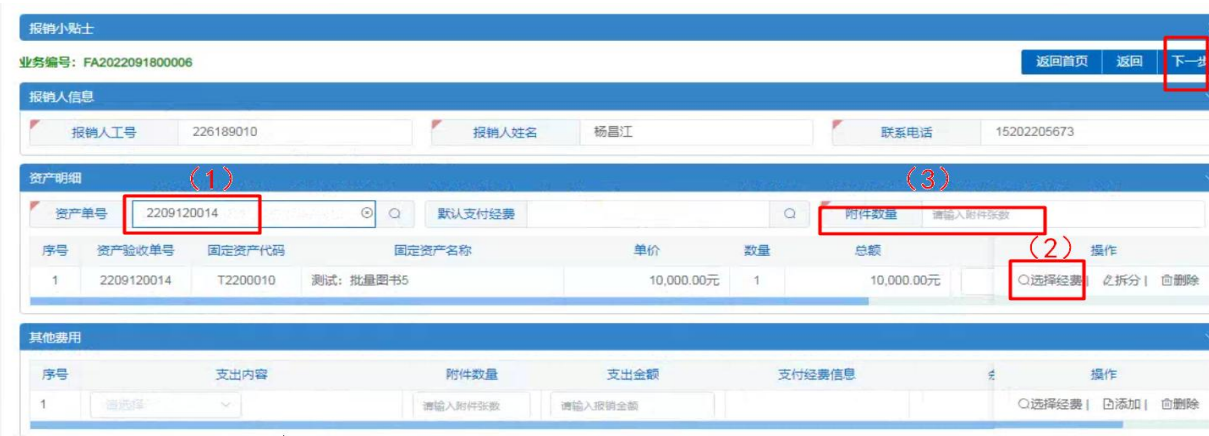 报销小贴士
业务编号：FA2022091800006
返回首页 返回 下一步
报销人信息
报销人工号 226189010 报销人姓名 杨昌江 联系电话 15202205673
资产明细 （1） （3）
资产单号 2209120014 默认支付经费 附件数量 请输入附件张数
序号 资产验收单号 固定资产代码 固定资产名称 单价 数量 总额 （2） 操作
1 2209120014 T2200010 测试：批量图书5 10,000.00元 1 10,000.00元 选择经费| 拆分| 删除
其他费用
序号 支出内容 附件数量 支出金额 支付经费信息 操作
1 请选择 请输入附件张数 请输入报销金额 选择经费| 添加| 删除